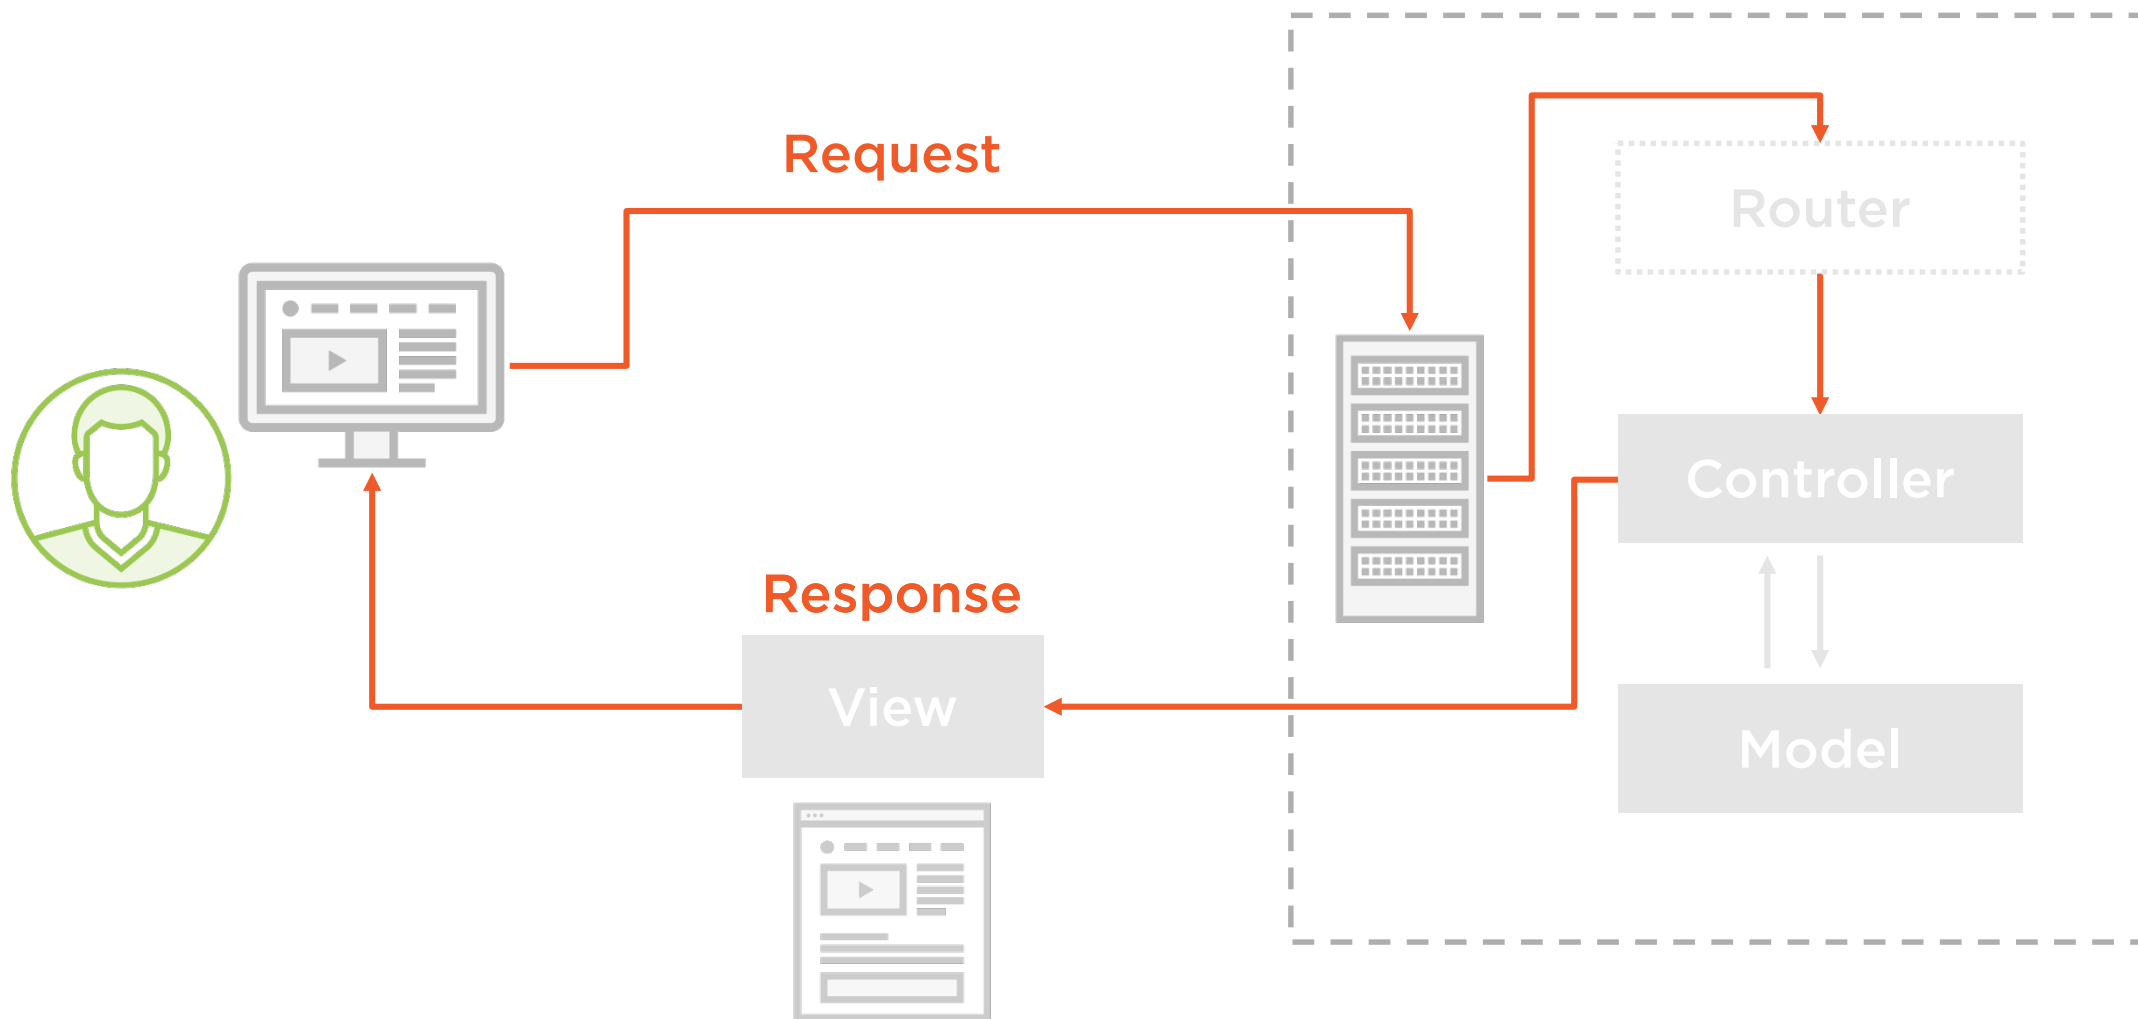 Request
Router
Controller
Response
View
Model